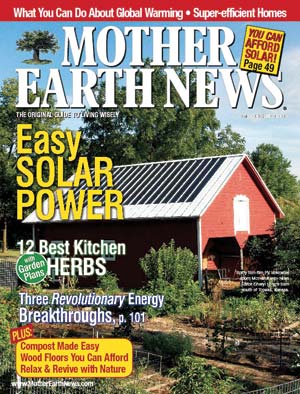 What You Can Do About Global Warming • Super-efficient Homes
MOTHER
EARTH NEWS
YOU CAN
AFFORD
SOLAR!
Page 49
THE ORIGINAL GUIDE TO LIVING WISELY
Easy
SOLAR
POWER
12 Best Kitchen
with
Garden
Plans
HERBS
Three Revolutionary Energy
Breakthroughs, p. 101
PLUS:
Compost Made Easy
Wood Floors You Can Afford
Relax & Revive with Nature
www.MotherEarthNews.com